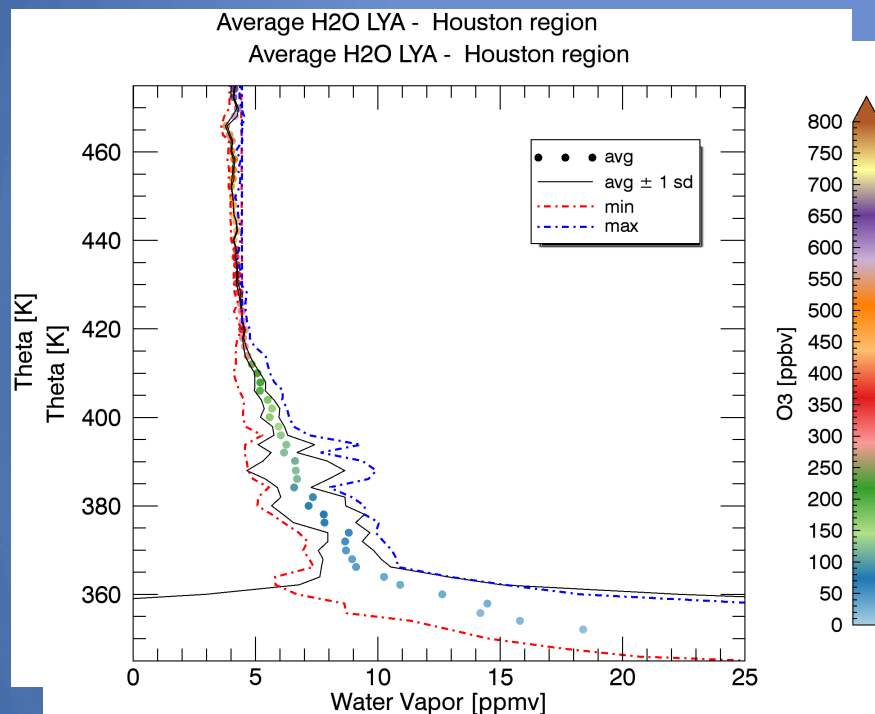 Average H2O LYA -  Houston region
Average H2O LYA -  Houston region
Theta [K]
Theta [K]
460
440
420
400
380
360
0 5 10 15 20 25
Water Vapor [ppmv]
avg
avg ± 1 sd
min
max
O3 [ppbv]
800
750
700
650
600
550
500
450
400
350
300
250
200
150
100
50
0